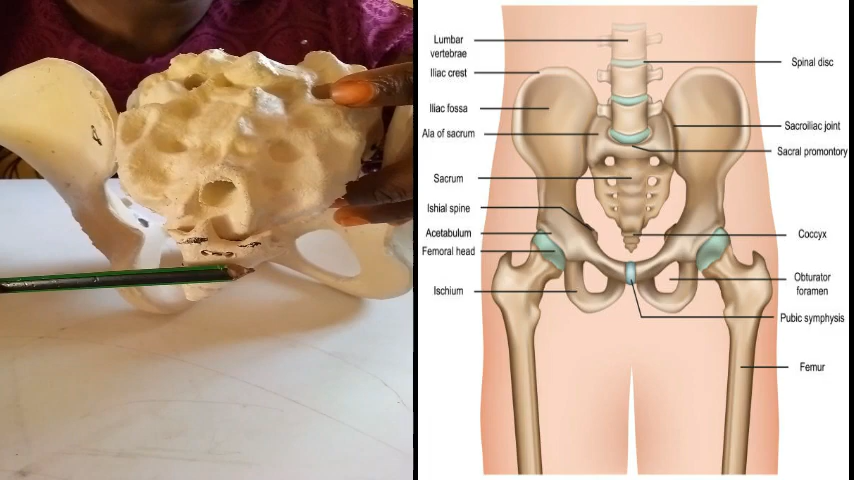 Lumbar
vertebrae
Iliac crest
Iliac fossa
Ala of sacrum
Sacrum
Ishial spine
Acetabulum
Femoral head
Ischium
Spinal disc
Sacroiliac joint
Sacral promontory
Coccyx
Obturator
foramen
Pubic symphysis
Femur